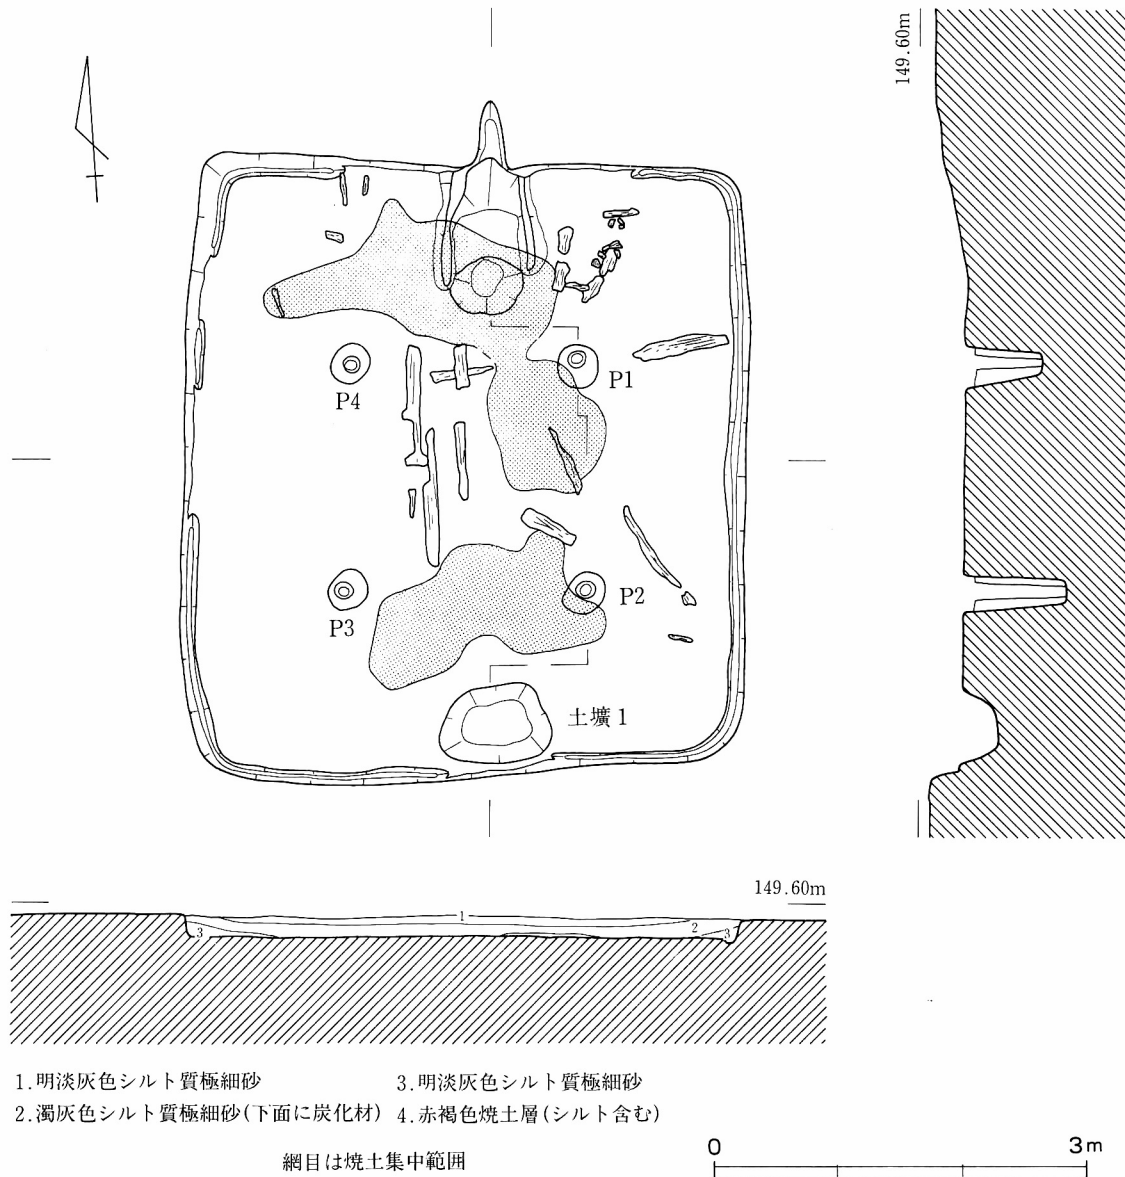 149.60m
P1
P4
P2
P3
土壙1
149.60m
1
2
3
3
1.明淡灰色シルト質極細砂
3.明淡灰色シルト質極細砂
2.濁灰色シルト質極細砂(下面に炭化材)
4.赤褐色焼土層(シルト含む)
網目は焼土集中範囲
0
3m